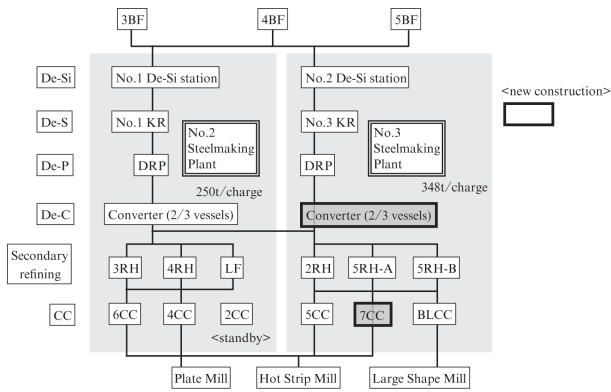 3BF
4BF
5BF
De-Si
No.1 De-Si station
No.2 De-Si station
<new construction>
De-S
No.1 KR
No.3 KR
No.2
Steelmaking
Plant
No.3
Steelmaking
Plant
De-P
DRP
DRP
250t/charge
348t/charge
De-C
Converter (2/3 vessels)
Converter (2/3 vessels)
Secondary
refining
3RH
4RH
LF
2RH
5RH-A
5RH-B
CC
6CC
4CC
2CC
5CC
7CC
BLCC
<standby>
Plate Mill
Hot Strip Mill
Large Shape Mill